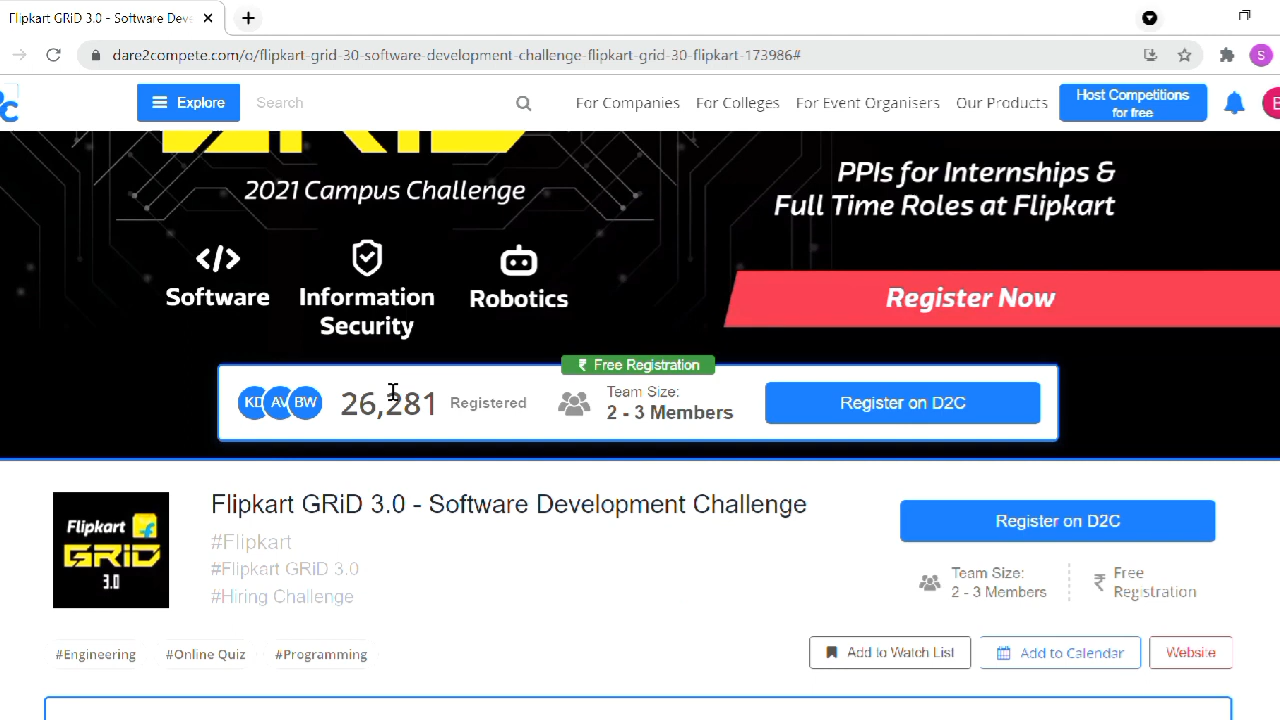 Flipkart GRiD 3.0 - Software Deve
dare2compete.com/o/flipkart-grid-30-software-development-challenge-flipkart-grid-30-flipkart-173986#
S
Explore
Search
For Companies
For Colleges
For Event Organisers
Our Products
Host Competitions
for free
E
2021 Campus Challenge
PPIs for Internships &
Full Time Roles at Flipkart
Software
Information
Security
Robotics
Register Now
₹ Free Registration
KD
AV
BW
26,281 Registered
Team Size:
2 - 3 Members
Register on D2C
Flipkart
GRiD
3.0
Flipkart GRiD 3.0 - Software Development Challenge
#Flipkart
#Flipkart GRiD 3.0
#Hiring Challenge
Register on D2C
Team Size:
2 - 3 Members
₹ Free
Registration
#Engineering
#Online Quiz
#Programming
Add to Watch List
Add to Calendar
Website